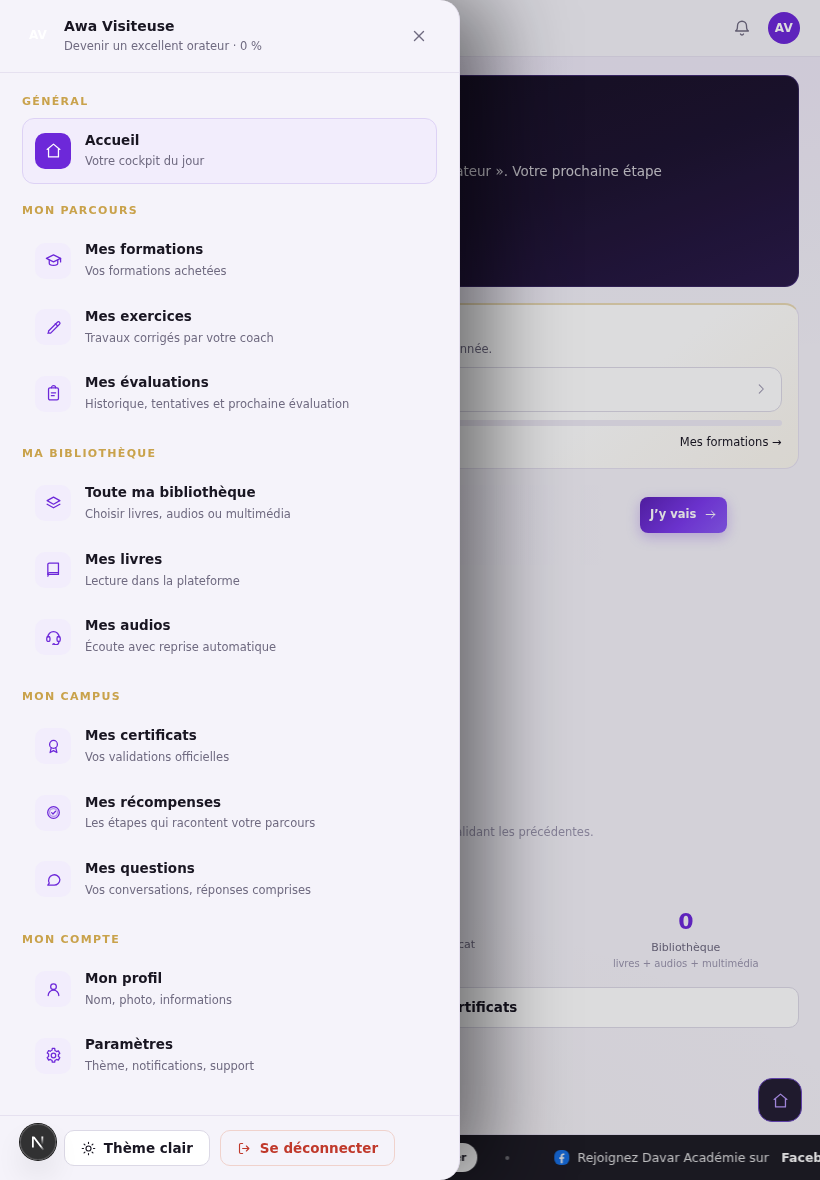 AV
Awa Visiteuse
Devenir un excellent orateur · 0 %
GÉNÉRAL
Accueil
Votre cockpit du jour
MON PARCOURS
Mes formations
Vos formations achetées
Mes exercices
Travaux corrigés par votre coach
Mes évaluations
Historique, tentatives et prochaine évaluation
MA BIBLIOTHÈQUE
Toute ma bibliothèque
Choisir livres, audios ou multimédia
Mes livres
Lecture dans la plateforme
Mes audios
Écoute avec reprise automatique
MON CAMPUS
Mes certificats
Vos validations officielles
Mes récompenses
Les étapes qui racontent votre parcours
Mes questions
Vos conversations, réponses comprises
MON COMPTE
Mon profil
Nom, photo, informations
Paramètres
Thème, notifications, support
N
Thème clair
Se déconnecter
AV
ateur ». Votre prochaine étape
nnée.
Mes formations →
J’y vais →
alidant les précédentes.
0
cat
Bibliothèque
livres + audios + multimédia
rtificats
er
• Rejoignez Davar Académie sur Faceb